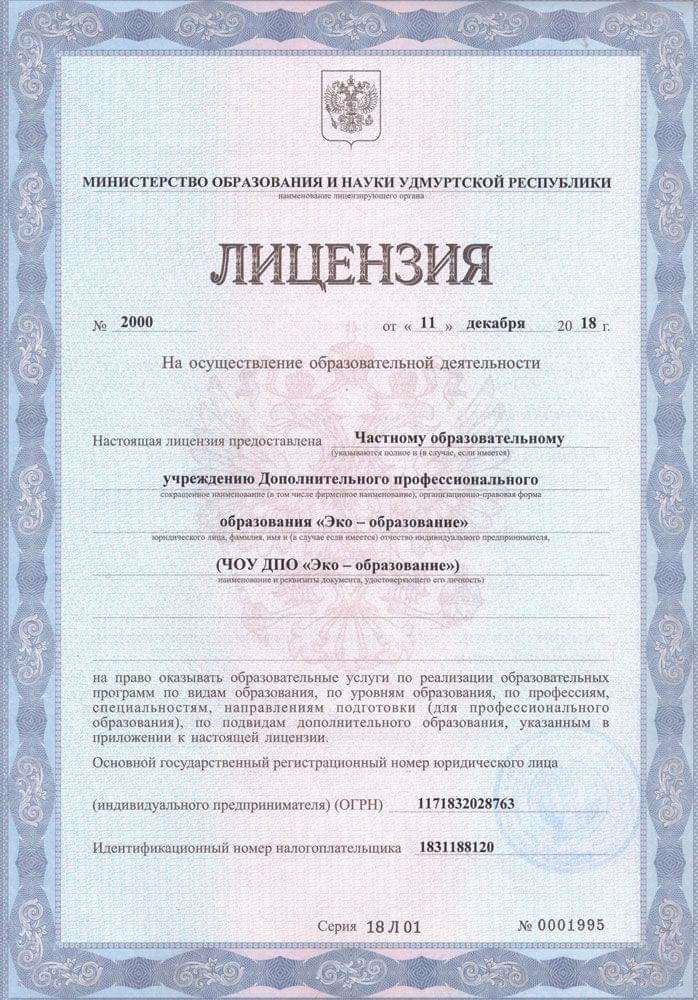 МИНИСТЕРСТВО ОБРАЗОВАНИЯ И НАУКИ УДМУРТСКОЙ РЕСПУБЛИКИ
наименование лицензирующего органа
ЛИЦЕНЗИЯ
№ 2000 от « 11 » декабря 20 18 г.
На осуществление образовательной деятельности
Настоящая лицензия предоставлена Частному образовательному
(указываются полное и (в случае, если имеется)
учреждению Дополнительного профессионального
сокращенное наименование (в том числе фирменное наименование), организационно-правовая форма
образования «Эко – образование»
юридического лица, фамилия, имя и (в случае если имеется) отчество индивидуального предпринимателя,
(ЧОУ ДПО «Эко – образование»)
наименование и реквизиты документа, удостоверяющего его личность)
на право оказывать образовательные услуги по реализации образовательных
программ по видам образования, по уровням образования, по профессиям,
специальностям, направлениям подготовки (для профессионального
образования), по подвидам дополнительного образования, указанным в
приложении к настоящей лицензии.
Основной государственный регистрационный номер юридического лица
(индивидуального предпринимателя) (ОГРН) 1171832028763
Идентификационный номер налогоплательщика 1831188120
Серия 18 Л 01 № 0001995